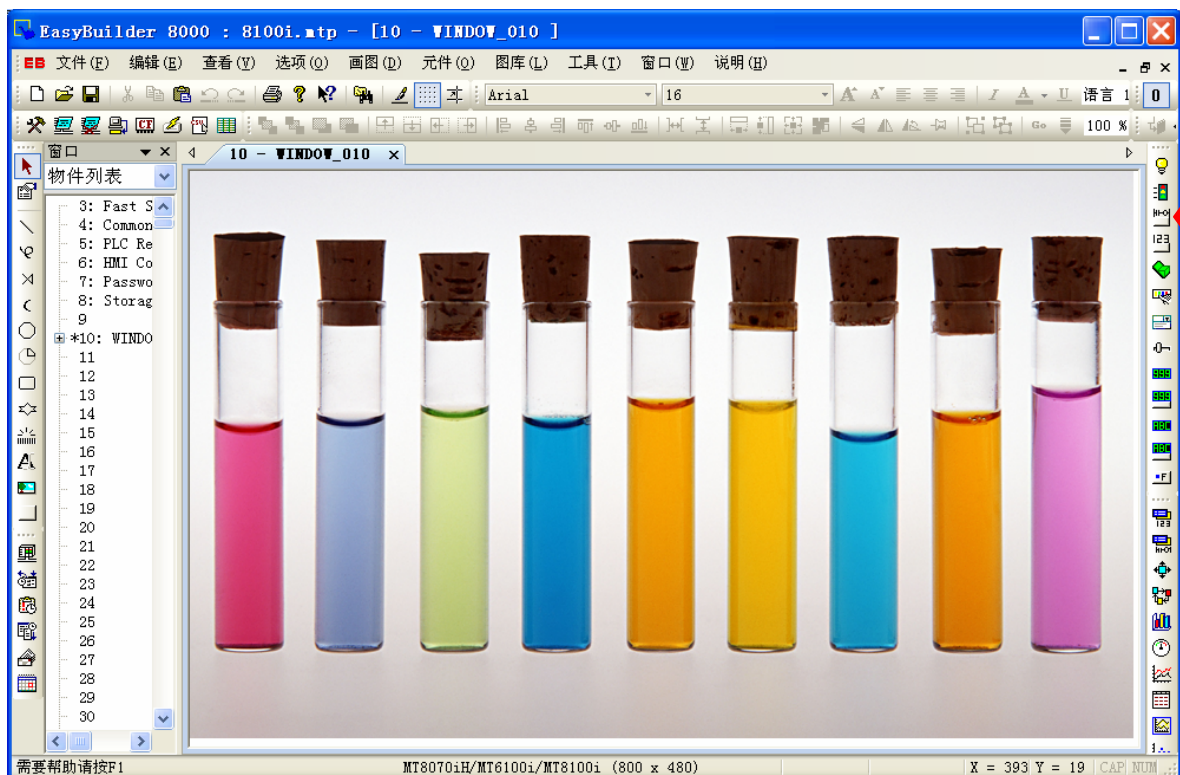 EasyBuilder 8000 : 8100i.mtp - [10 - WINDOW_010 ]
EB 文件(F) 编辑(E) 查看(V) 选项(O) 画图(D) 元件(O) 图库(L) 工具(T) 窗口(W) 说明(H)
Arial 16 A A I A U 语言 1 0
Go 100 %
窗口
10 - WINDOW_010
物件列表
3: Fast S
4: Common
5: PLC Re
6: HMI Co
7: Passwo
8: Storag
9
*10: WINDO
11
12
13
14
15
16
17
18
19
20
21
22
23
24
25
26
27
28
29
30
需要帮助请按F1
MT8070iH/MT6100i/MT8100i (800 x 480)
X = 393 Y = 19 CAP NUM